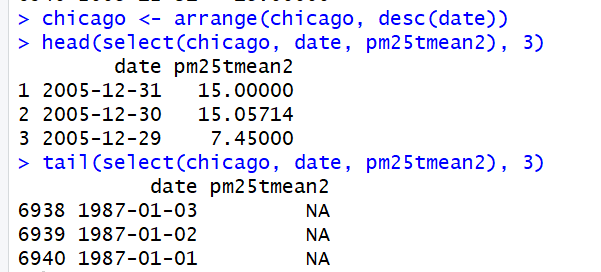 > chicago <- arrange(chicago, desc(date))
> head(select(chicago, date, pm25tmean2), 3)
date pm25tmean2
1 2005-12-31 15.00000
2 2005-12-30 15.05714
3 2005-12-29 7.45000
> tail(select(chicago, date, pm25tmean2), 3)
date pm25tmean2
6938 1987-01-03 NA
6939 1987-01-02 NA
6940 1987-01-01 NA